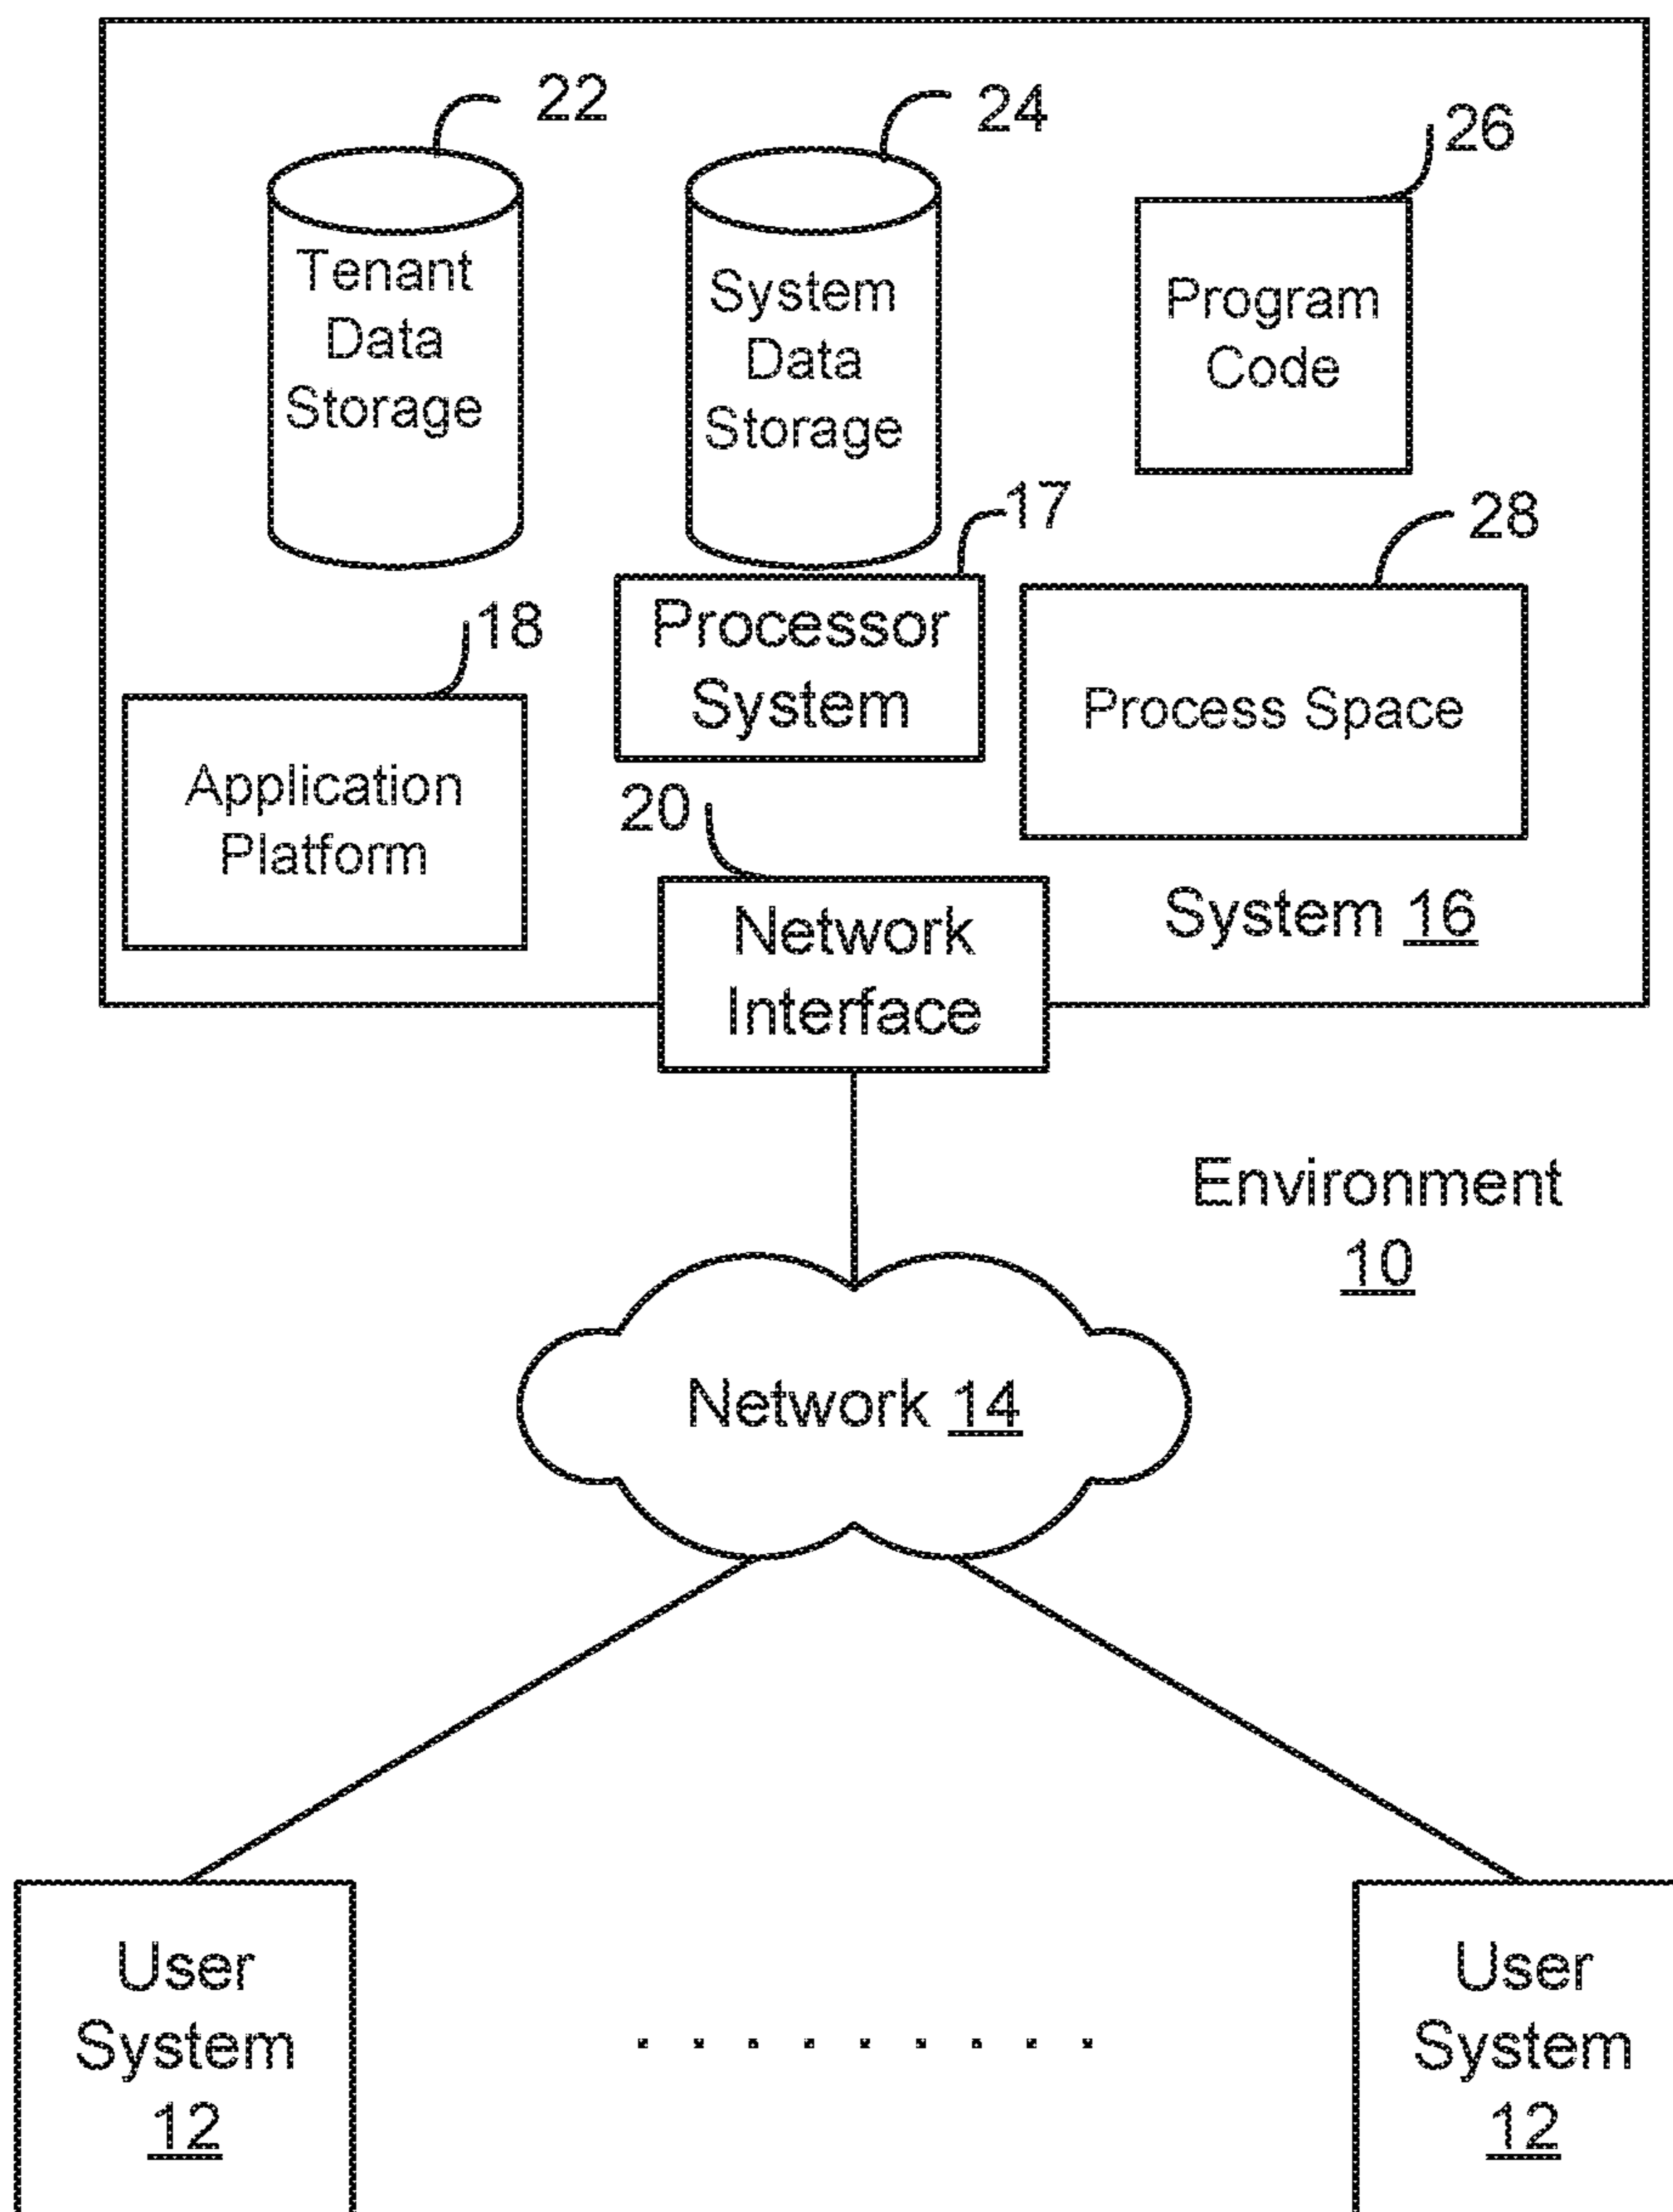 22
24
26
Tenant
Data
Storage
System
Data
Storage
Program
Code
17
28
18
Processor
System
Process Space
Application
Platform
20
Network
Interface
System 16
Environment
10
Network 14
User
System
12
User
System
12